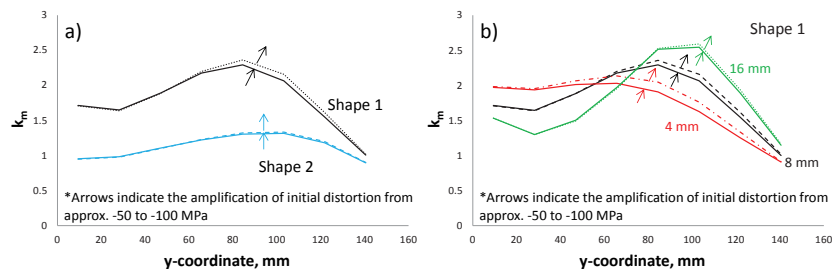 a)
3
2.5
2
1.5
1
0.5
0
k_m
Shape 1
Shape 2
*Arrows indicate the amplification of initial distortion from
approx. -50 to -100 MPa
0 20 40 60 80 100 120 140 160
y-coordinate, mm
b)
Shape 1
3
2.5
2
1.5
1
0.5
0
16 mm
4 mm
8 mm
*Arrows indicate the amplification of initial distortion from
approx. -50 to -100 MPa
0 20 40 60 80 100 120 140 160
y-coordinate, mm